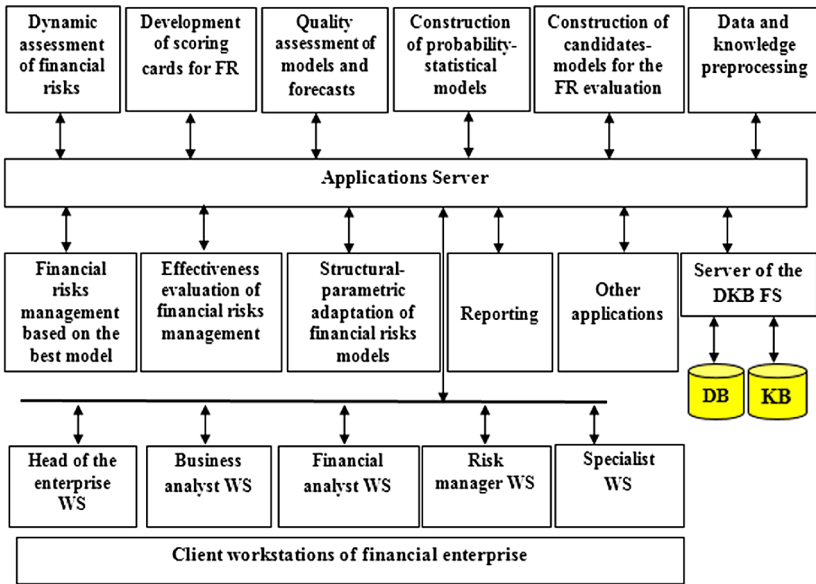 Dynamic
assessment
of financial
risks
Development
of scoring
cards for FR
Quality
assessment of
models and
forecasts
Construction
of probability-
statistical
models
Construction of
candidates-
models for the
FR evaluation
Data and
knowledge
preprocessing
Applications Server
Financial
risks
management
based on the
best model
Effectiveness
evaluation of
financial risks
management
Structural-
parametric
adaptation of
financial risks
models
Reporting
Other
applications
Server of the
DKB FS
DB
KB
Head of the
enterprise
WS
Business
analyst WS
Financial
analyst WS
Risk
manager WS
Specialist
WS
Client workstations of financial enterprise